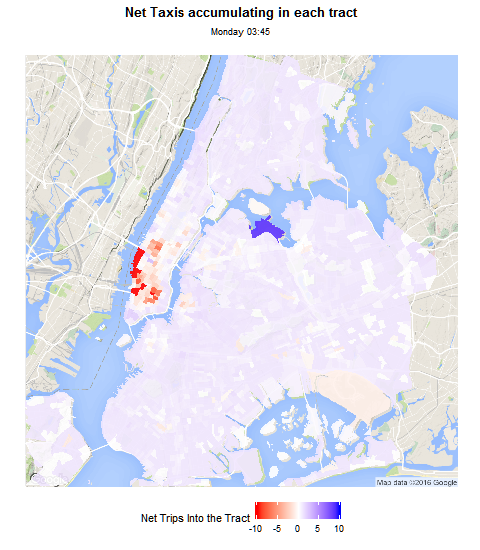 Net Taxis accumulating in each tract
Monday 03:45
Map data ©2016 Google
Net Trips Into the Tract
-10 -5 0 5 10